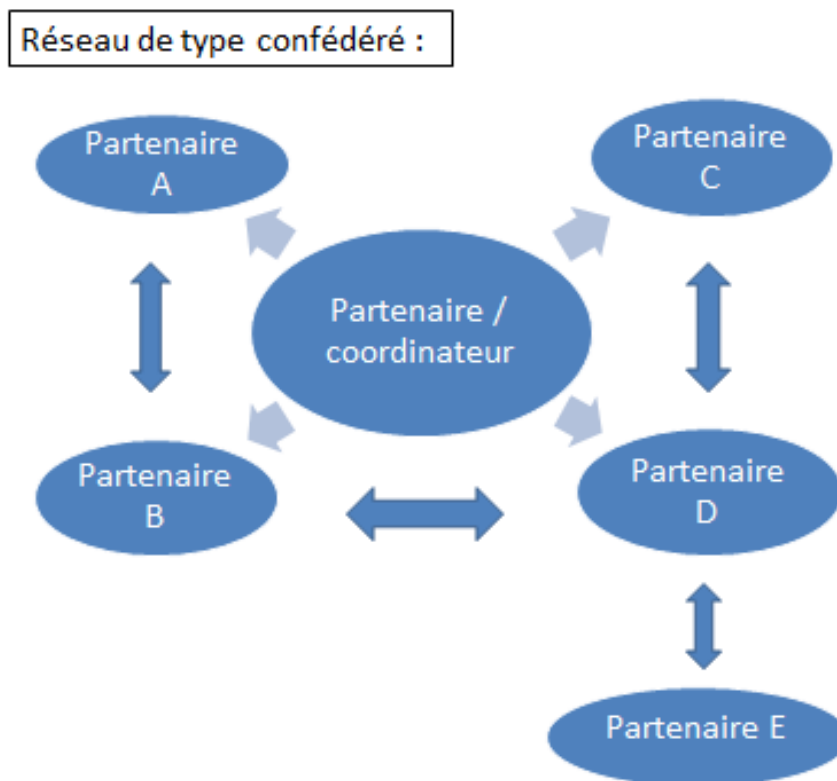 Réseau de type confédéré :
Partenaire
A
Partenaire
C
Partenaire /
coordinateur
Partenaire
B
Partenaire
D
Partenaire E